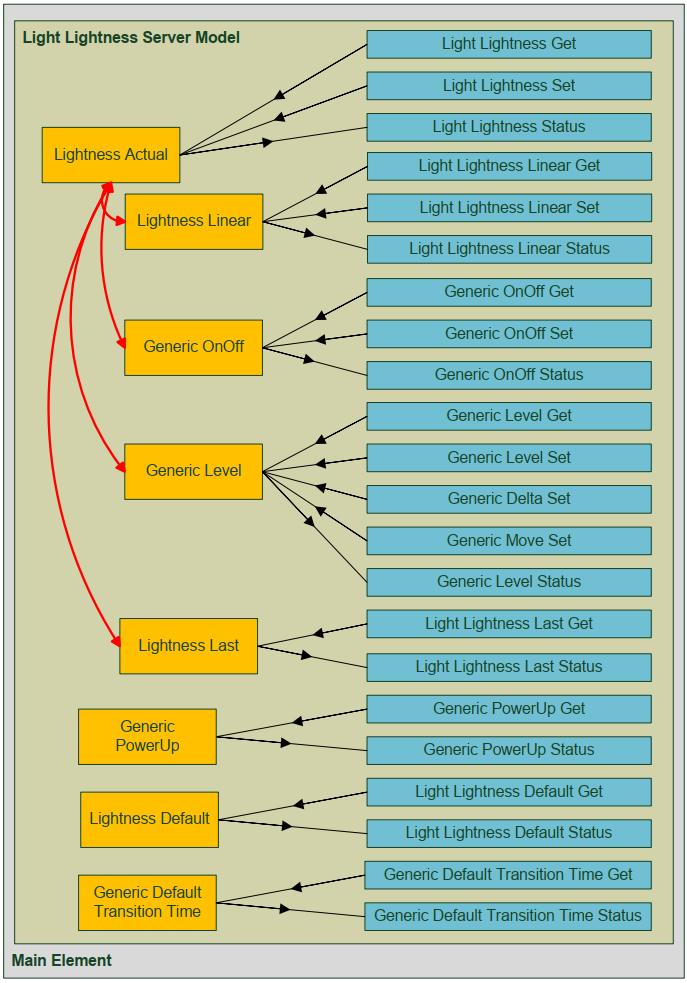 Light Lightness Server Model
Light Lightness Get
Light Lightness Set
Light Lightness Status
Lightness Actual
Light Lightness Linear Get
Light Lightness Linear Set
Light Lightness Linear Status
Lightness Linear
Generic OnOff Get
Generic OnOff Set
Generic OnOff Status
Generic OnOff
Generic Level Get
Generic Level Set
Generic Delta Set
Generic Move Set
Generic Level Status
Generic Level
Light Lightness Last Get
Light Lightness Last Status
Lightness Last
Generic PowerUp Get
Generic PowerUp Status
Generic
PowerUp
Light Lightness Default Get
Light Lightness Default Status
Lightness Default
Generic Default Transition Time Get
Generic Default Transition Time Status
Generic Default
Transition Time
Main Element